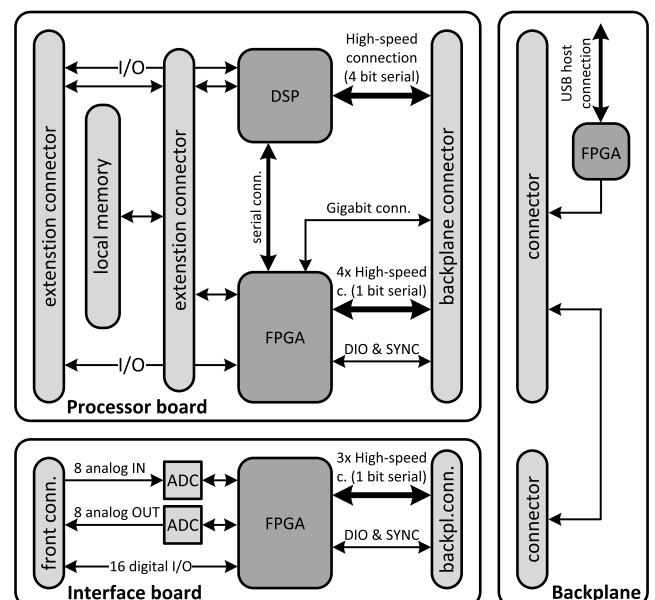 extenstion connector
local memory
extenstion connector
I/O
DSP
High-speed
connection
(4 bit serial)
serial conn.
Gigabit conn.
backplane connector
4x High-speed
c. (1 bit serial)
FPGA
DIO & SYNC
I/O
Processor board
front conn.
8 analog IN
ADC
8 analog OUT
ADC
16 digital I/O
FPGA
3x High-speed
c. (1 bit serial)
DIO & SYNC
backpl.conn.
Interface board
USB host
connection
FPGA
connector
connector
Backplane